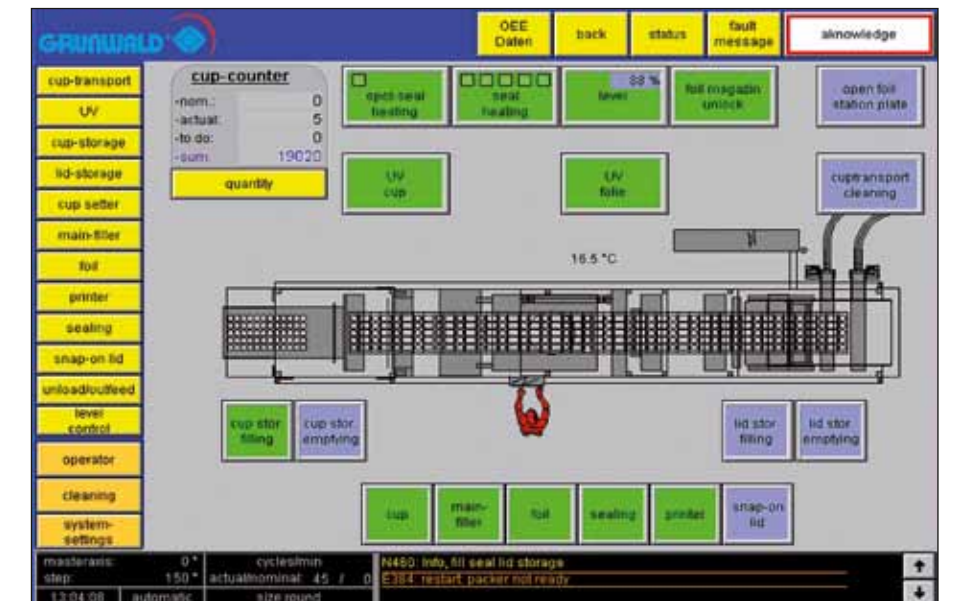 GRUNWALD
OEE
Daten
back
status
fault
message
aknowledge
cup-transport
UV
cup-storage
lid-storage
cup setter
main-filler
foil
printer
sealing
snap-on lid
unload/outfeed
level
control
operator
cleaning
system-
settings
cup-counter
-nom.: 0
-actual: 5
-to do: 0
-sum: 19020
quantity
spct seal
heating
seal
heating
88 %
level
foil magazin
unlock
open foil
station plate
UV
cup
UV
folie
cuptransport
cleaning
16.5 °C
cup stor
filling
cup stor
emptying
lid stor
filling
lid stor
emptying
cup
main-
filler
foil
sealing
printer
snap-on
lid
masteraxis: 0°
step: 150°
cycles/min
actual/nominal: 45 / 0
13:04:08 automatic size round
N460: Info, fill seal lid storage
E384: restart packer not ready